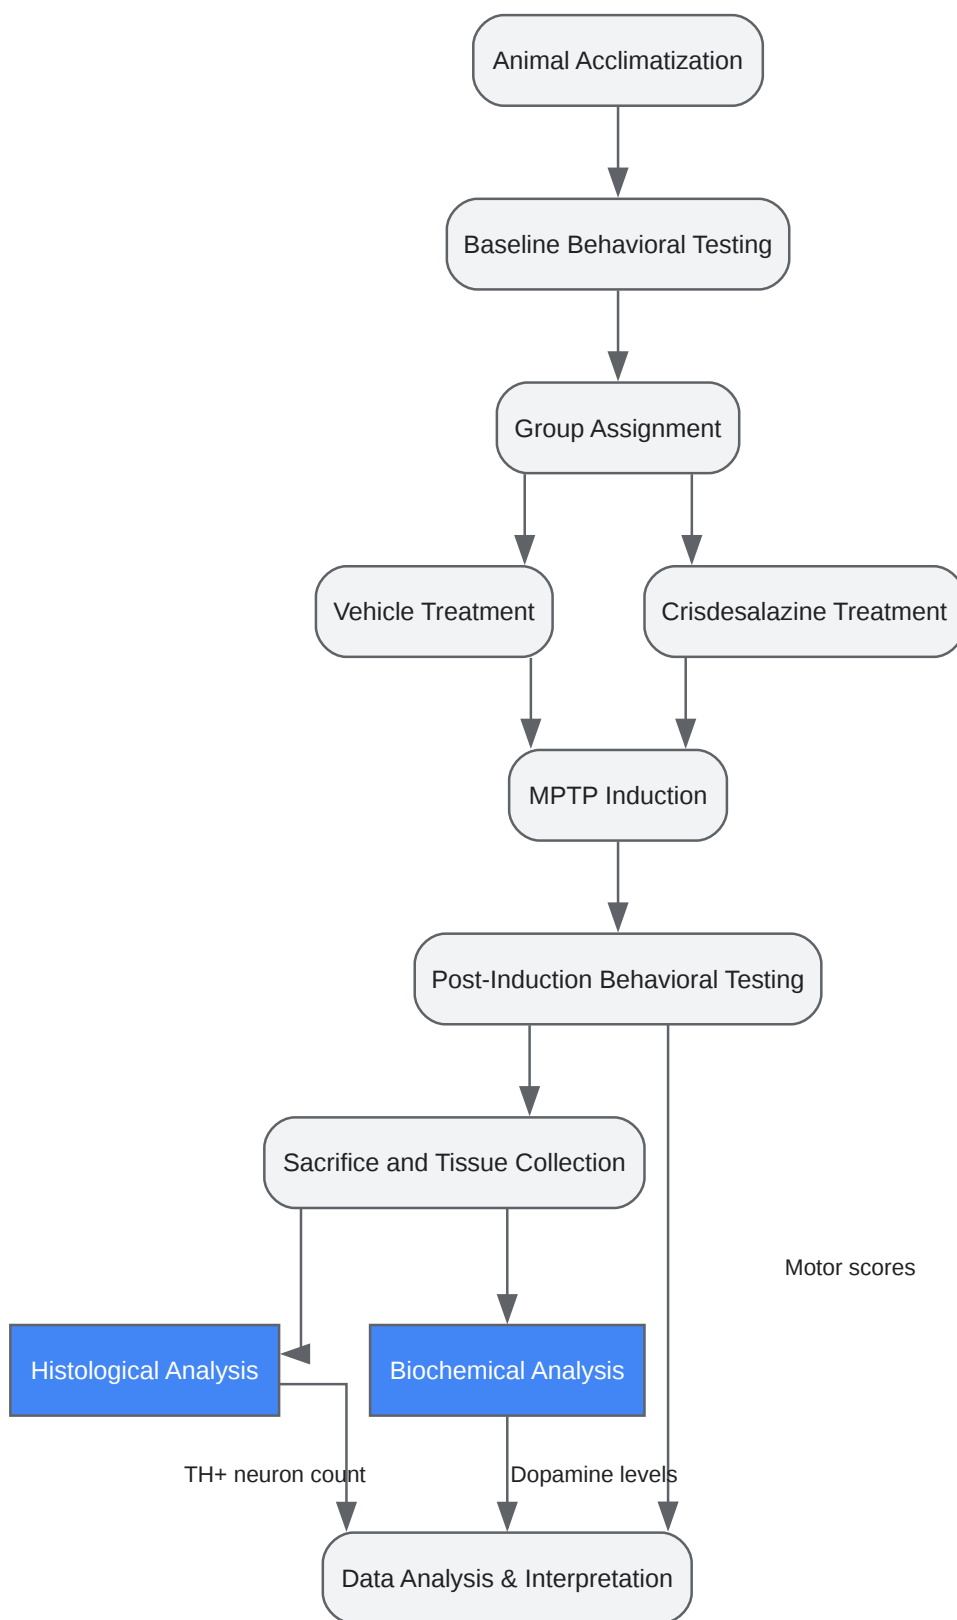 Animal Acclimatization
Baseline Behavioral Testing
Group Assignment
Vehicle Treatment
Crisdesalazine Treatment
MPTP Induction
Post-Induction Behavioral Testing
Sacrifice and Tissue Collection
Motor scores
Histological Analysis
Biochemical Analysis
TH+ neuron count
Dopamine levels
Data Analysis & Interpretation